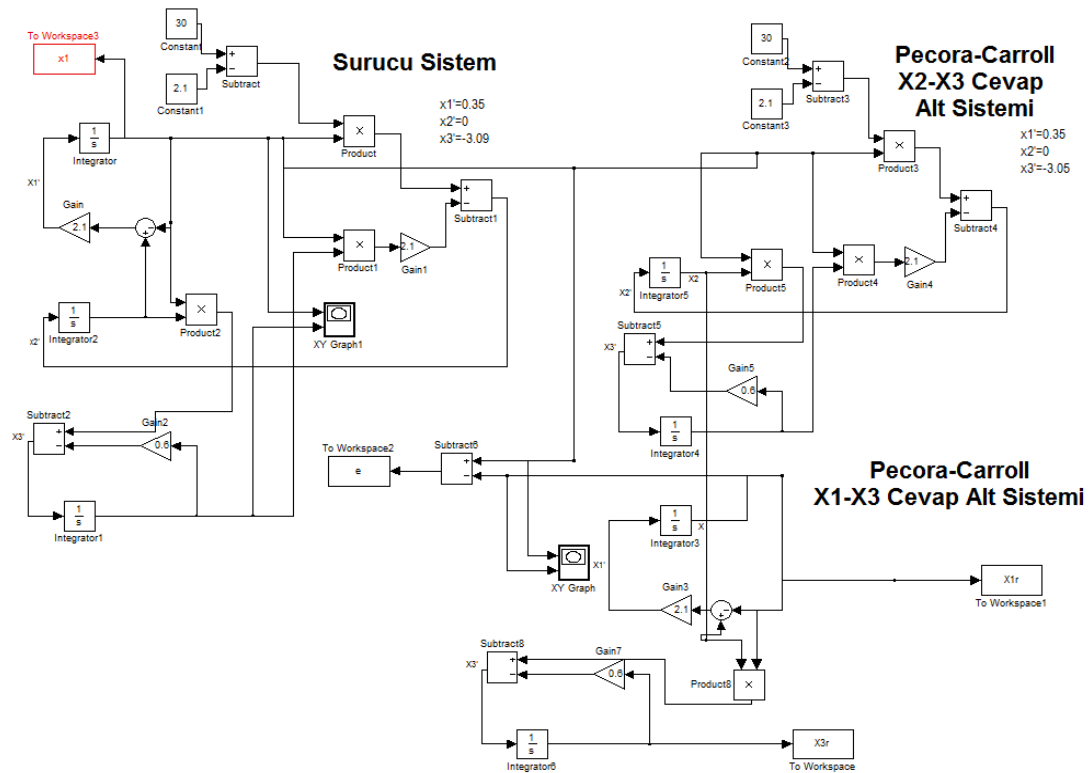 To Workspace3
x1
30
Constant
2.1
Constant1
+
−
Subtract
Surucu Sistem
x1'=0.35
x2'=0
x3'=-3.09
×
Product
1
s
Integrator
X1'
Gain
2.1
−
+
+
−
Subtract1
×
Product1
2.1
Gain1
1
s
Integrator2
x2'
×
Product2
XY Graph1
Subtract2
+
−
X3'
Gain2
0.6
1
s
Integrator1
30
Constant2
2.1
Constant3
+
−
Subtract3
Pecora-Carroll
X2-X3 Cevap
Alt Sistemi
x1'=0.35
x2'=0
x3'=-3.05
×
Product3
+
−
Subtract4
×
Product4
2.1
Gain4
1
s
Integrator5
X2
X2'
×
Product5
Subtract5
+
−
X3'
Gain5
0.6
1
s
Integrator4
To Workspace2
e
Subtract6
+
−
Pecora-Carroll
X1-X3 Cevap Alt Sistemi
1
s
Integrator3
X
X1'
XY Graph
Gain3
2.1
−
+
X1r
To Workspace1
Subtract8
+
−
X3'
Gain7
0.6
×
Product8
1
s
Integrator6
X3r
To Workspace